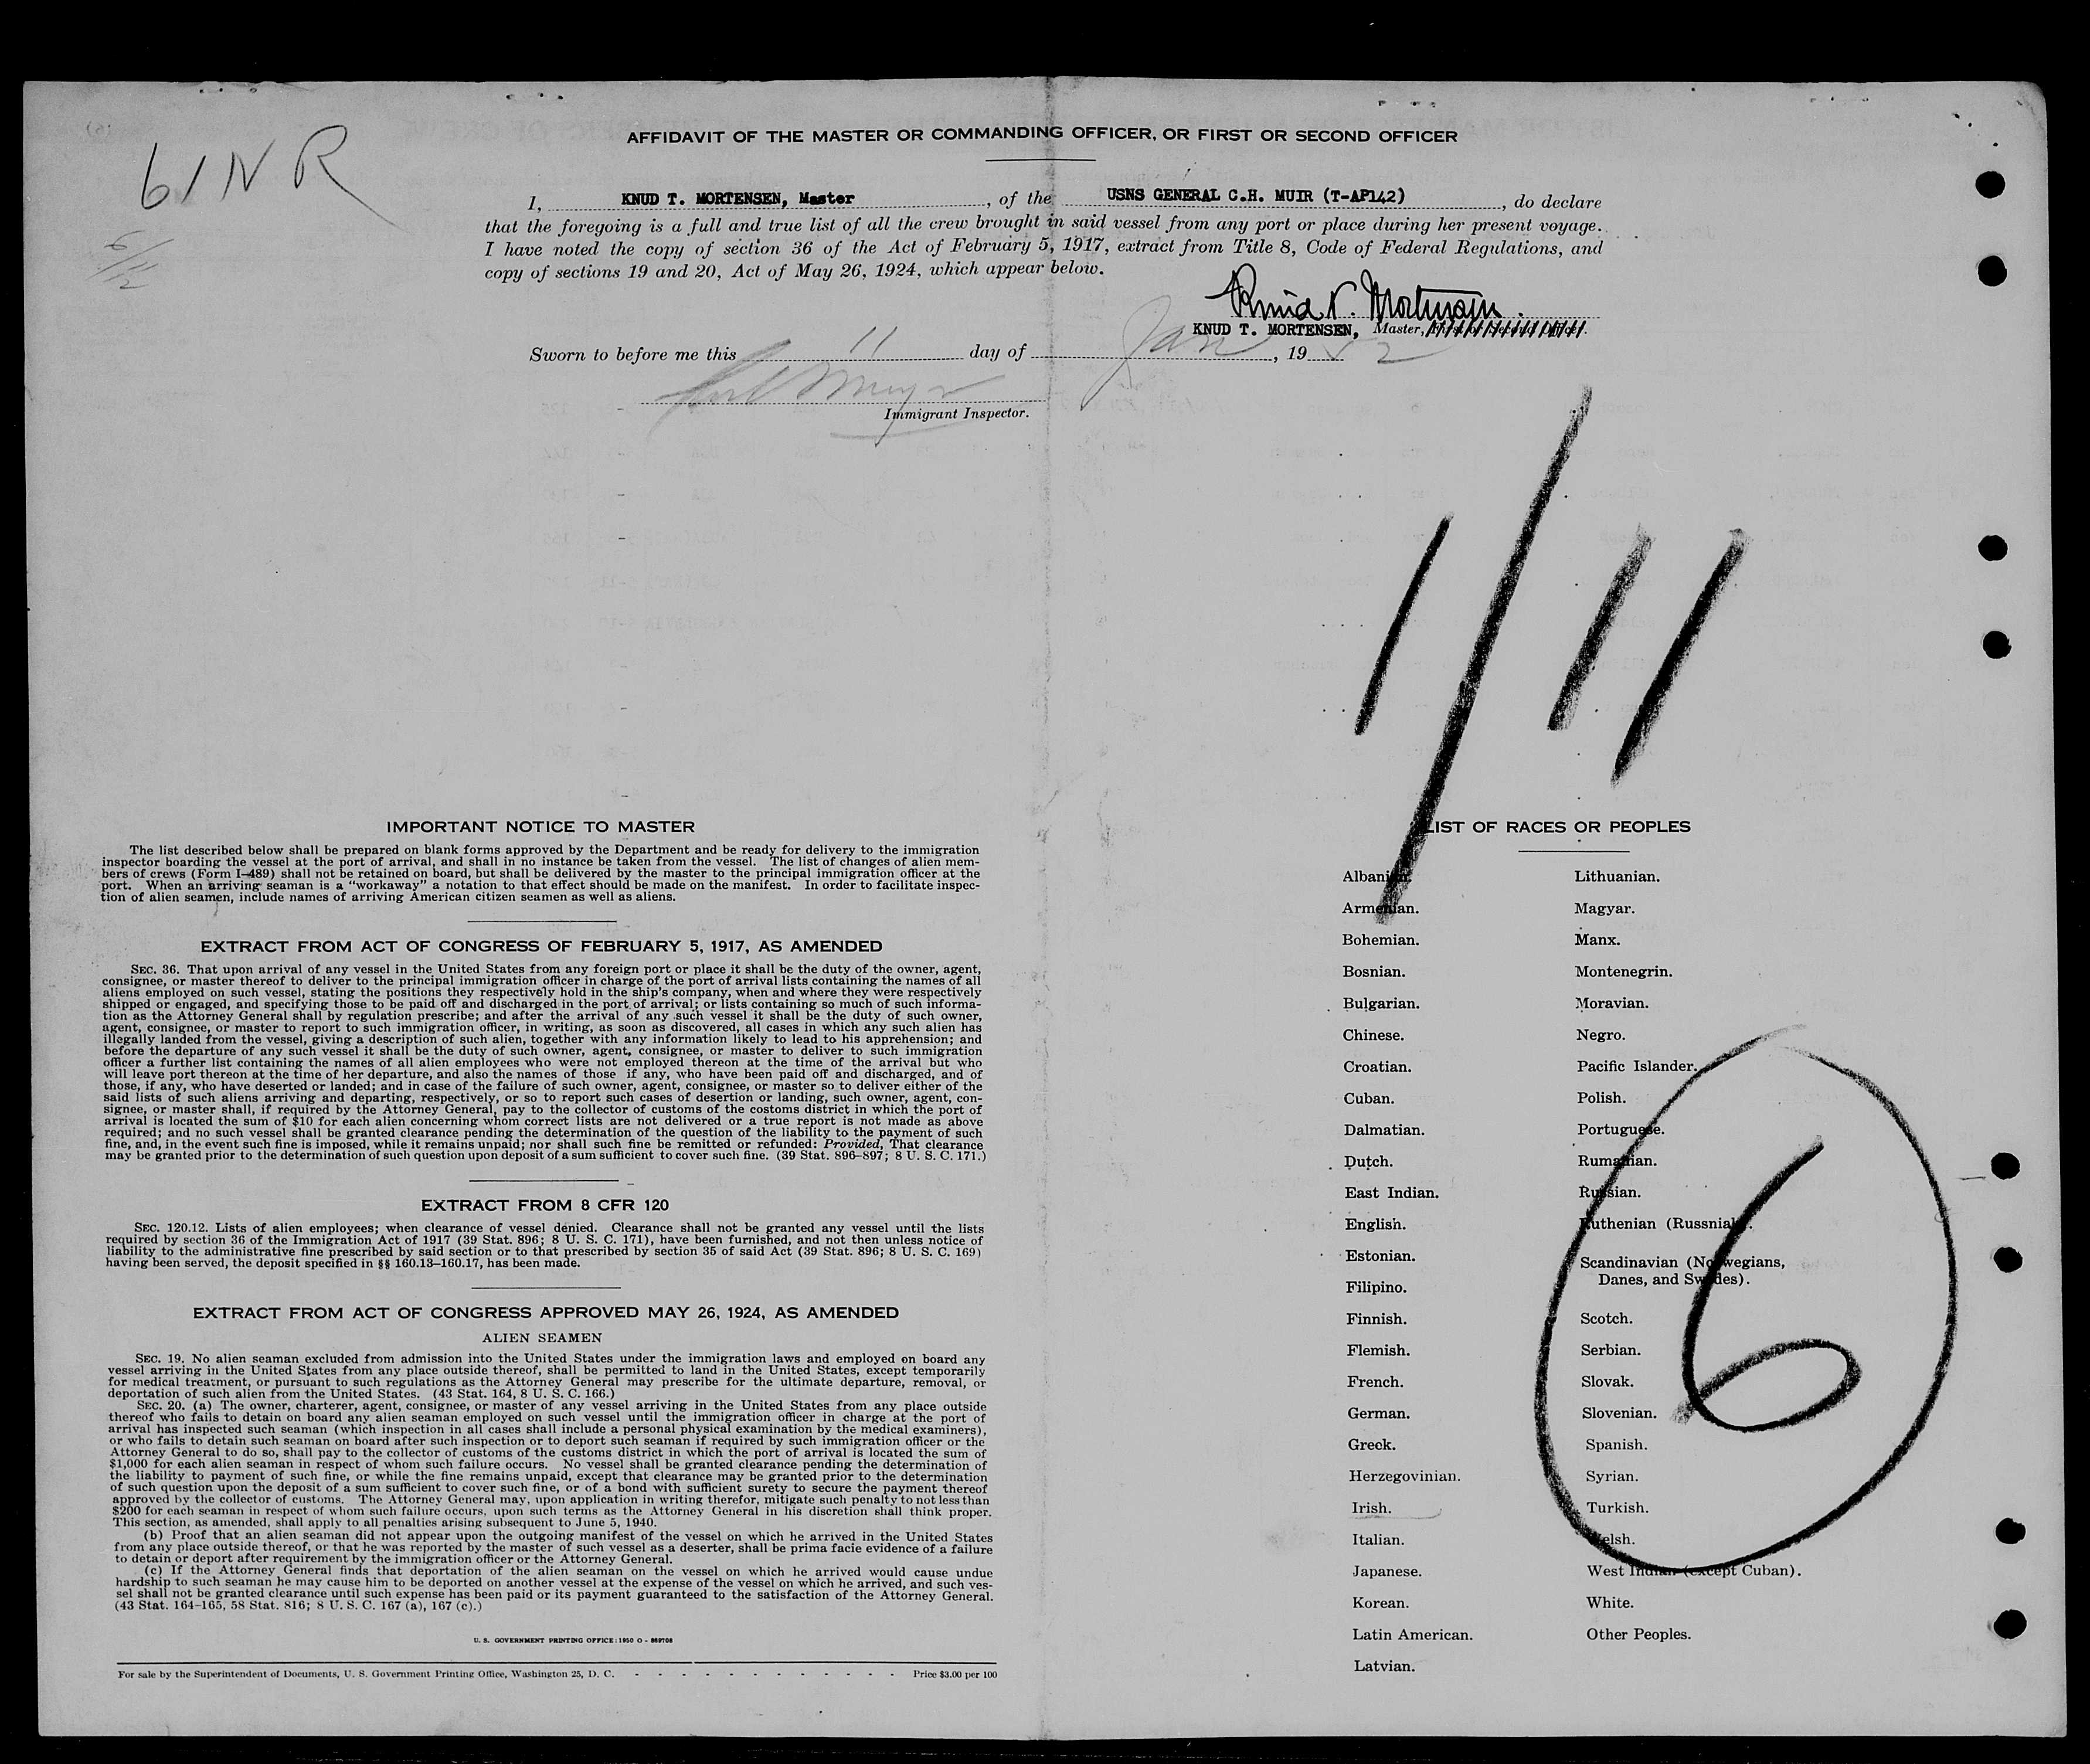 61 N R
AFFIDAVIT OF THE MASTER OR COMMANDING OFFICER, OR FIRST OR SECOND OFFICER
I, KNUD T. MORTENSEN, Master, of the USNS GENERAL C.H. MUIR (T-AP142), do declare
that the foregoing is a full and true list of all the crew brought in said vessel from any port or place during her present voyage.
I have noted the copy of section 36 of the Act of February 5, 1917, extract from Title 8, Code of Federal Regulations, and
copy of sections 19 and 20, Act of May 26, 1924, which appear below.
Knud T. Mortensen
KNUD T. MORTENSEN, Master, First or Second Officer.
Sworn to before me this 11 day of Jan, 19 52
Immigrant Inspector.
1/11
IMPORTANT NOTICE TO MASTER
The list described below shall be prepared on blank forms approved by the Department and be ready for delivery to the immigration
inspector boarding the vessel at the port of arrival, and shall in no instance be taken from the vessel. The list of changes of alien mem-
bers of crews (Form I-489) shall not be retained on board, but shall be delivered by the master to the principal immigration officer at the
port. When an arriving seaman is a "workaway" a notation to that effect should be made on the manifest. In order to facilitate inspec-
tion of alien seamen, include names of arriving American citizen seamen as well as aliens.
EXTRACT FROM ACT OF CONGRESS OF FEBRUARY 5, 1917, AS AMENDED
SEC. 36. That upon arrival of any vessel in the United States from any foreign port or place it shall be the duty of the owner, agent,
consignee, or master thereof to deliver to the principal immigration officer in charge of the port of arrival lists containing the names of all
aliens employed on such vessel, stating the positions they respectively hold in the ship's company, when and where they were respectively
shipped or engaged, and specifying those to be paid off and discharged in the port of arrival; or lists containing so much of such informa-
tion as the Attorney General shall by regulation prescribe; and after the arrival of any such vessel it shall be the duty of such owner,
agent, consignee, or master to report to such immigration officer, in writing, as soon as discovered, all cases in which any such alien has
illegally landed from the vessel, giving a description of such alien, together with any information likely to lead to his apprehension; and
before the departure of any such vessel it shall be the duty of such owner, agent, consignee, or master to deliver to such immigration
officer a further list containing the names of all alien employees who were not employed thereon at the time of the arrival but who
will leave port thereon at the time of her departure, and also the names of those if any, who have been paid off and discharged, and of
those, if any, who have deserted or landed; and in case of the failure of such owner, agent, consignee, or master so to deliver either of the
said lists of such aliens arriving and departing, respectively, or so to report such cases of desertion or landing, such owner, agent, con-
signee, or master shall, if required by the Attorney General, pay to the collector of customs of the costoms district in which the port of
arrival is located the sum of $10 for each alien concerning whom correct lists are not delivered or a true report is not made as above
required; and no such vessel shall be granted clearance pending the determination of the question of the liability to the payment of such
fine, and, in the event such fine is imposed, while it remains unpaid; nor shall such fine be remitted or refunded: Provided, That clearance
may be granted prior to the determination of such question upon deposit of a sum sufficient to cover such fine. (39 Stat. 896-897; 8 U. S. C. 171.)
EXTRACT FROM 8 CFR 120
SEC. 120.12. Lists of alien employees; when clearance of vessel denied. Clearance shall not be granted any vessel until the lists
required by section 36 of the Immigration Act of 1917 (39 Stat. 896; 8 U. S. C. 171), have been furnished, and not then unless notice of
liability to the administrative fine prescribed by said section or to that prescribed by section 35 of said Act (39 Stat. 896; 8 U. S. C. 169)
having been served, the deposit specified in §§ 160.13-160.17, has been made.
EXTRACT FROM ACT OF CONGRESS APPROVED MAY 26, 1924, AS AMENDED
ALIEN SEAMEN
SEC. 19. No alien seaman excluded from admission into the United States under the immigration laws and employed on board any
vessel arriving in the United States from any place outside thereof, shall be permitted to land in the United States, except temporarily
for medical treatment, or pursuant to such regulations as the Attorney General may prescribe for the ultimate departure, removal, or
deportation of such alien from the United States. (43 Stat. 164, 8 U. S. C. 166.)
SEC. 20. (a) The owner, charterer, agent, consignee, or master of any vessel arriving in the United States from any place outside
thereof who fails to detain on board any alien seaman employed on such vessel until the immigration officer in charge at the port of
arrival has inspected such seaman (which inspection in all cases shall include a personal physical examination by the medical examiners),
or who fails to detain such seaman on board after such inspection or to deport such seaman if required by such immigration officer or the
Attorney General to do so, shall pay to the collector of customs of the customs district in which the port of arrival is located the sum of
$1,000 for each alien seaman in respect of whom such failure occurs. No vessel shall be granted clearance pending the determination of
the liability to payment of such fine, or while the fine remains unpaid, except that clearance may be granted prior to the determination
of such question upon the deposit of a sum sufficient to cover such fine, or of a bond with sufficient surety to secure the payment thereof
approved by the collector of customs. The Attorney General may, upon application in writing therefor, mitigate such penalty to not less than
$200 for each seaman in respect of whom such failure occurs, upon such terms as the Attorney General in his discretion shall think proper.
This section, as amended, shall apply to all penalties arising subsequent to June 5, 1940.
(b) Proof that an alien seaman did not appear upon the outgoing manifest of the vessel on which he arrived in the United States
from any place outside thereof, or that he was reported by the master of such vessel as a deserter, shall be prima facie evidence of a failure
to detain or deport after requirement by the immigration officer or the Attorney General.
(c) If the Attorney General finds that deportation of the alien seaman on the vessel on which he arrived would cause undue
hardship to such seaman he may cause him to be deported on another vessel at the expense of the vessel on which he arrived, and such ves-
sel shall not be granted clearance until such expense has been paid or its payment guaranteed to the satisfaction of the Attorney General.
(43 Stat. 164-165, 58 Stat. 816; 8 U. S. C. 167 (a), 167 (c).)
U. S. GOVERNMENT PRINTING OFFICE: 1950 O - 869708
For sale by the Superintendent of Documents, U. S. Government Printing Office, Washington 25, D. C. - - - - - - - - - - - - Price $3.00 per 100
LIST OF RACES OR PEOPLES
Albanian.
Armenian.
Bohemian.
Bosnian.
Bulgarian.
Chinese.
Croatian.
Cuban.
Dalmatian.
Dutch.
East Indian.
English.
Estonian.
Filipino.
Finnish.
Flemish.
French.
German.
Greek.
Herzegovinian.
Irish.
Italian.
Japanese.
Korean.
Latin American.
Latvian.
Lithuanian.
Magyar.
Manx.
Montenegrin.
Moravian.
Negro.
Pacific Islander.
Polish.
Portuguese.
Rumanian.
Russian.
Ruthenian (Russniak).
Scandinavian (Norwegians,
Danes, and Swedes).
Scotch.
Serbian.
Slovak.
Slovenian.
Spanish.
Syrian.
Turkish.
Welsh.
West Indian (except Cuban).
White.
Other Peoples.
6